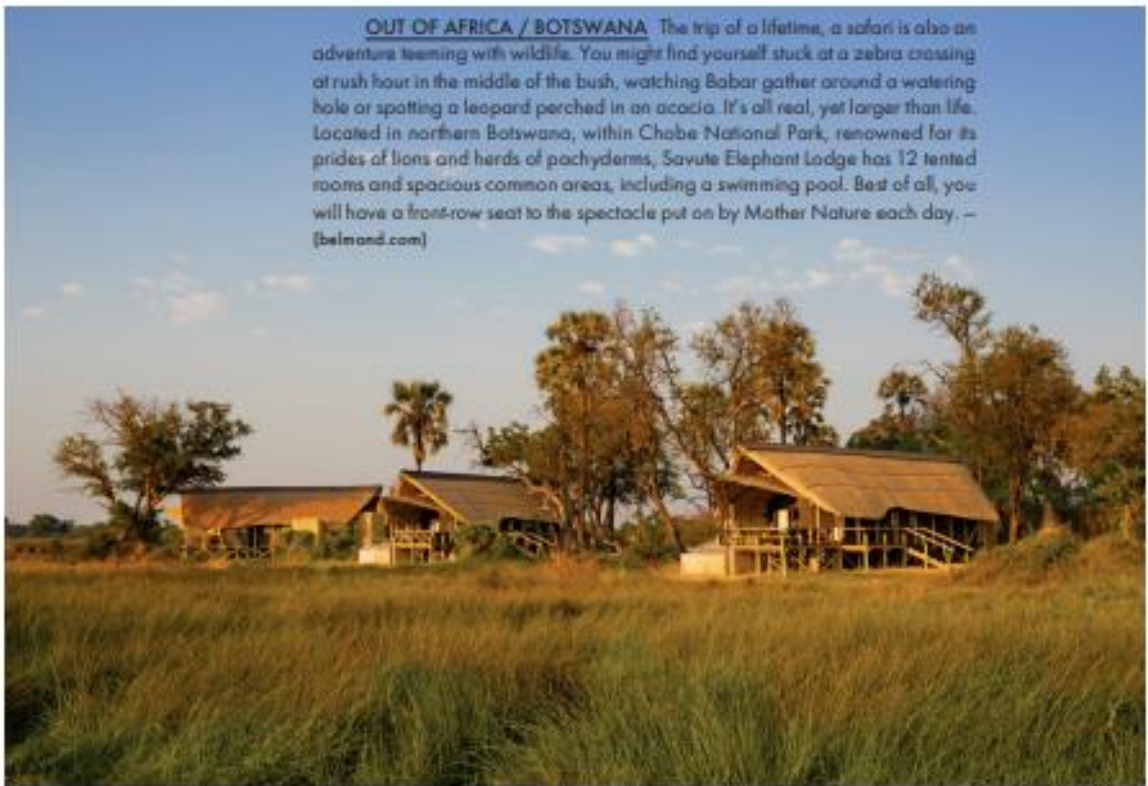 OUT OF AFRICA / BOTSWANA The trip of a lifetime, a safari is also an
adventure teeming with wildlife. You might find yourself stuck at a zebra crossing
at rush hour in the middle of the bush, watching Babar gather around a watering
hole or spotting a leopard perched in an acacia. It's all real, yet larger than life.
Located in northern Botswana, within Chobe National Park, renowned for its
prides of lions and herds of pachyderms, Savute Elephant Lodge has 12 tented
rooms and spacious common areas, including a swimming pool. Best of all, you
will have a front-row seat to the spectacle put on by Mother Nature each day. –
(belmond.com)